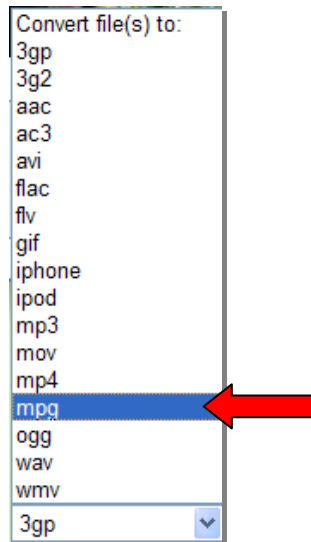 Convert file(s) to:
3gp
3g2
aac
ac3
avi
flac
flv
gif
iphone
ipod
mp3
mov
mp4
mpg
ogg
wav
wmv
3gp